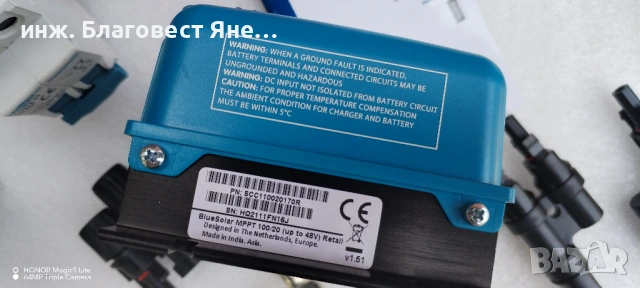 инж. Благовест Яне...
WARNING: WHEN A GROUND FAULT IS INDICATED,
BATTERY TERMINALS AND CONNECTED CIRCUITS MAY BE
UNGROUNDED AND HAZARDOUS
WARNING: DC INPUT NOT ISOLATED FROM BATTERY CIRCUIT
CAUTION: FOR PROPER TEMPERATURE COMPENSATION
THE AMBIENT CONDITION FOR CHARGER AND BATTERY
MUST BE WITHIN 5°C
PN: SCC110020170R
SN: HQ2111FN16J
BlueSolar MPPT 100/20 (up to 48V) Retail
Designed in The Netherlands, Europe.
Made in India, Asia.
CE
v1.51
HONOR Magic5 Lite
64MP Triple Camera
bazar